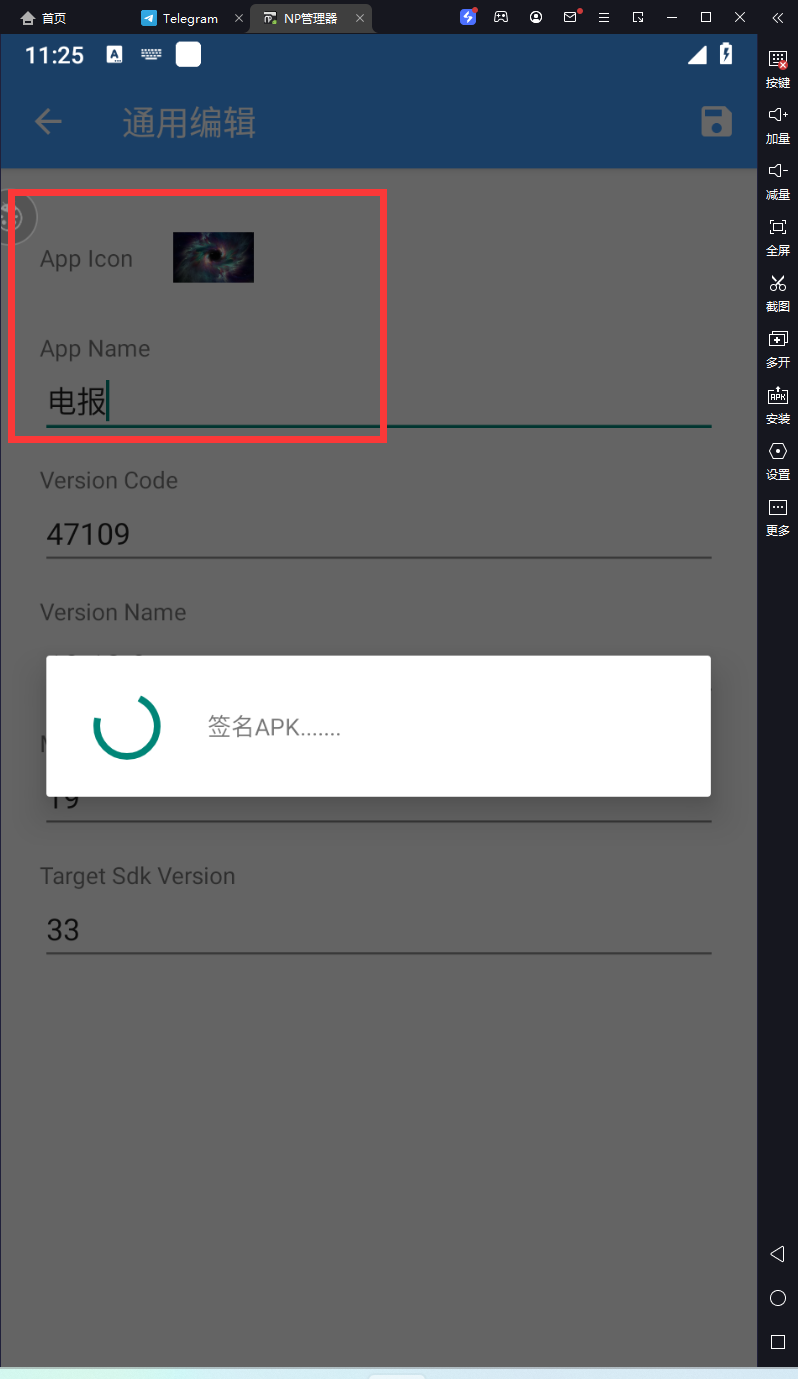 首页
Telegram
NP管理器
11:25
通用编辑
App Icon
App Name
电报
Version Code
47109
Version Name
签名APK.......
19
Target Sdk Version
33
按键
加量
减量
全屏
截图
多开
APK
安装
设置
更多